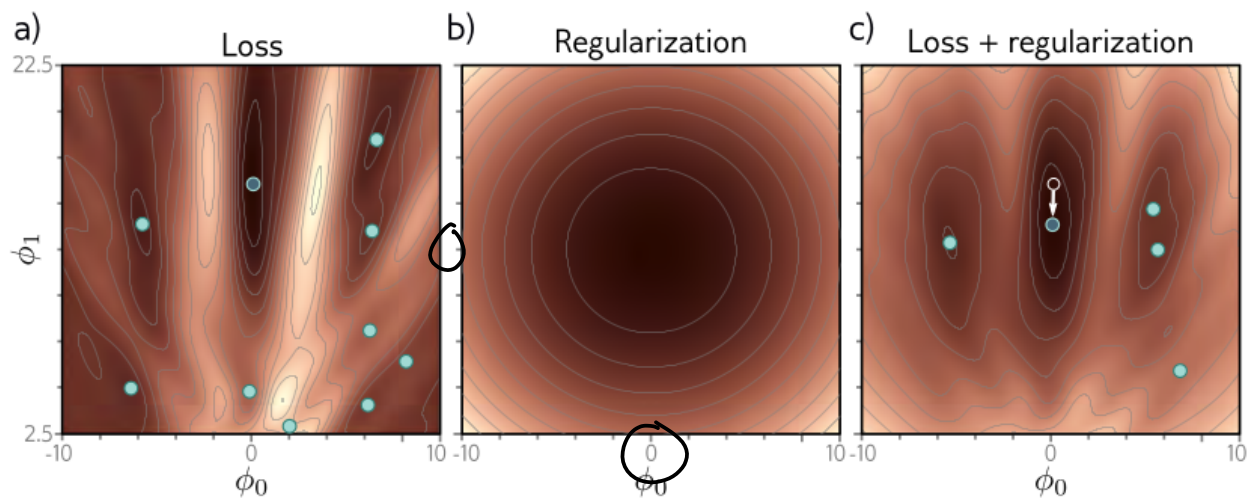 a) Loss
b) Regularization
c) Loss + regularization
22.5
ϕ1
2.5
-10 0 10
ϕ0
-10 0 10
ϕ0
-10 0 10
ϕ0